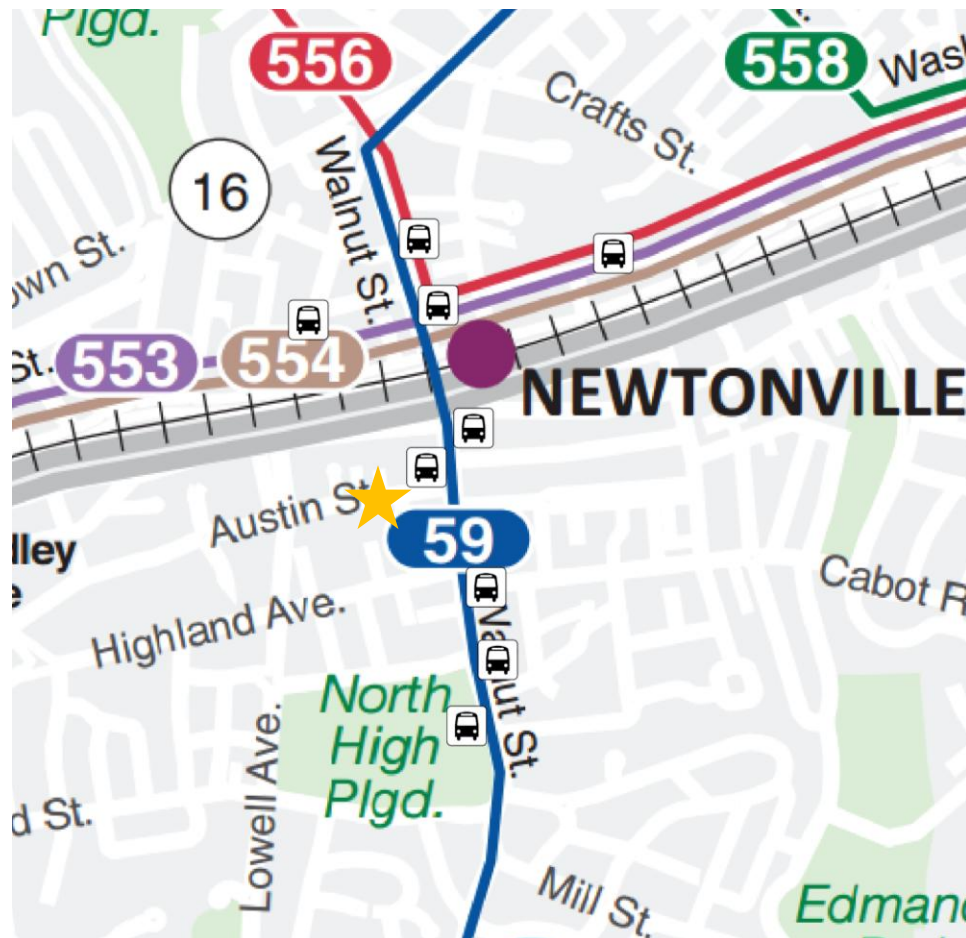 Plgd.
556
558
Wash
Crafts St.
Walnut St.
16
own St.
St.
553
554
NEWTONVILLE
Austin St
59
dley
e
Cabot R
Highland Ave.
Walnut St.
North
High
Plgd.
Lowell Ave.
d St.
Mill St.
Edmand